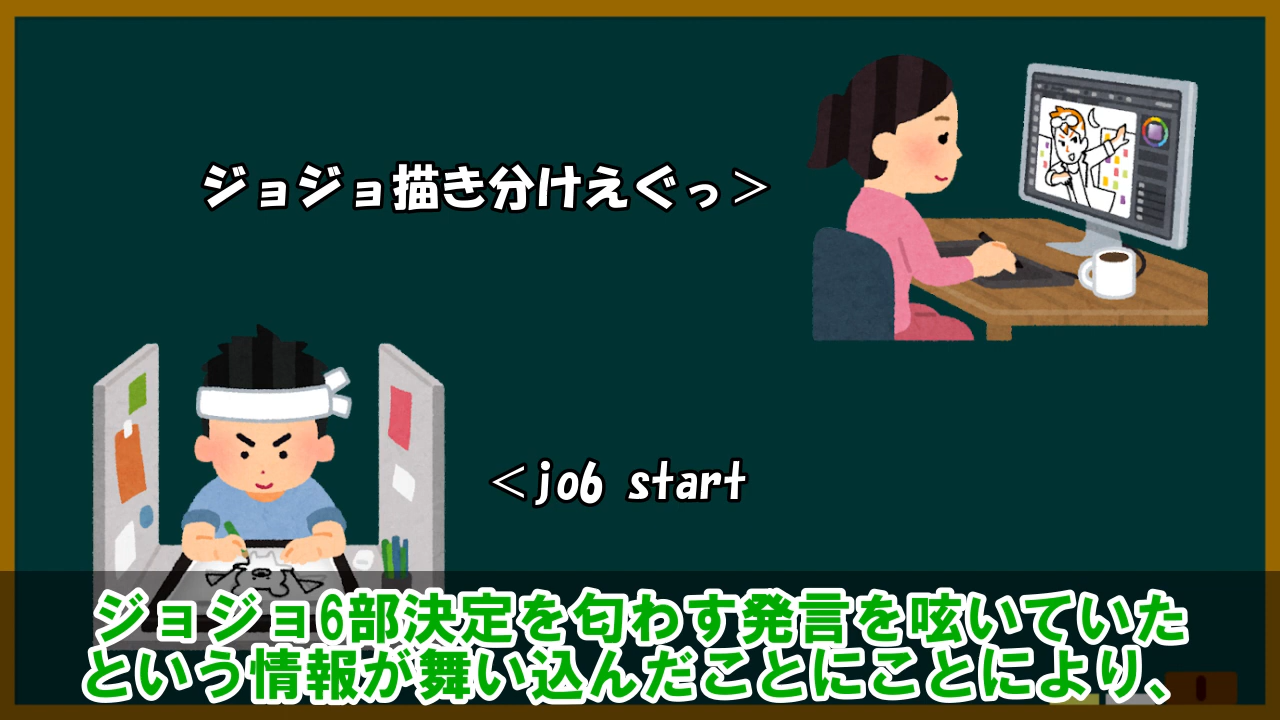 ジョジョ描き分けえぐっ＞
＜jo6 start
ジョジョ6部決定を匂わす発言を呟いていた
という情報が舞い込んだことにことにより、